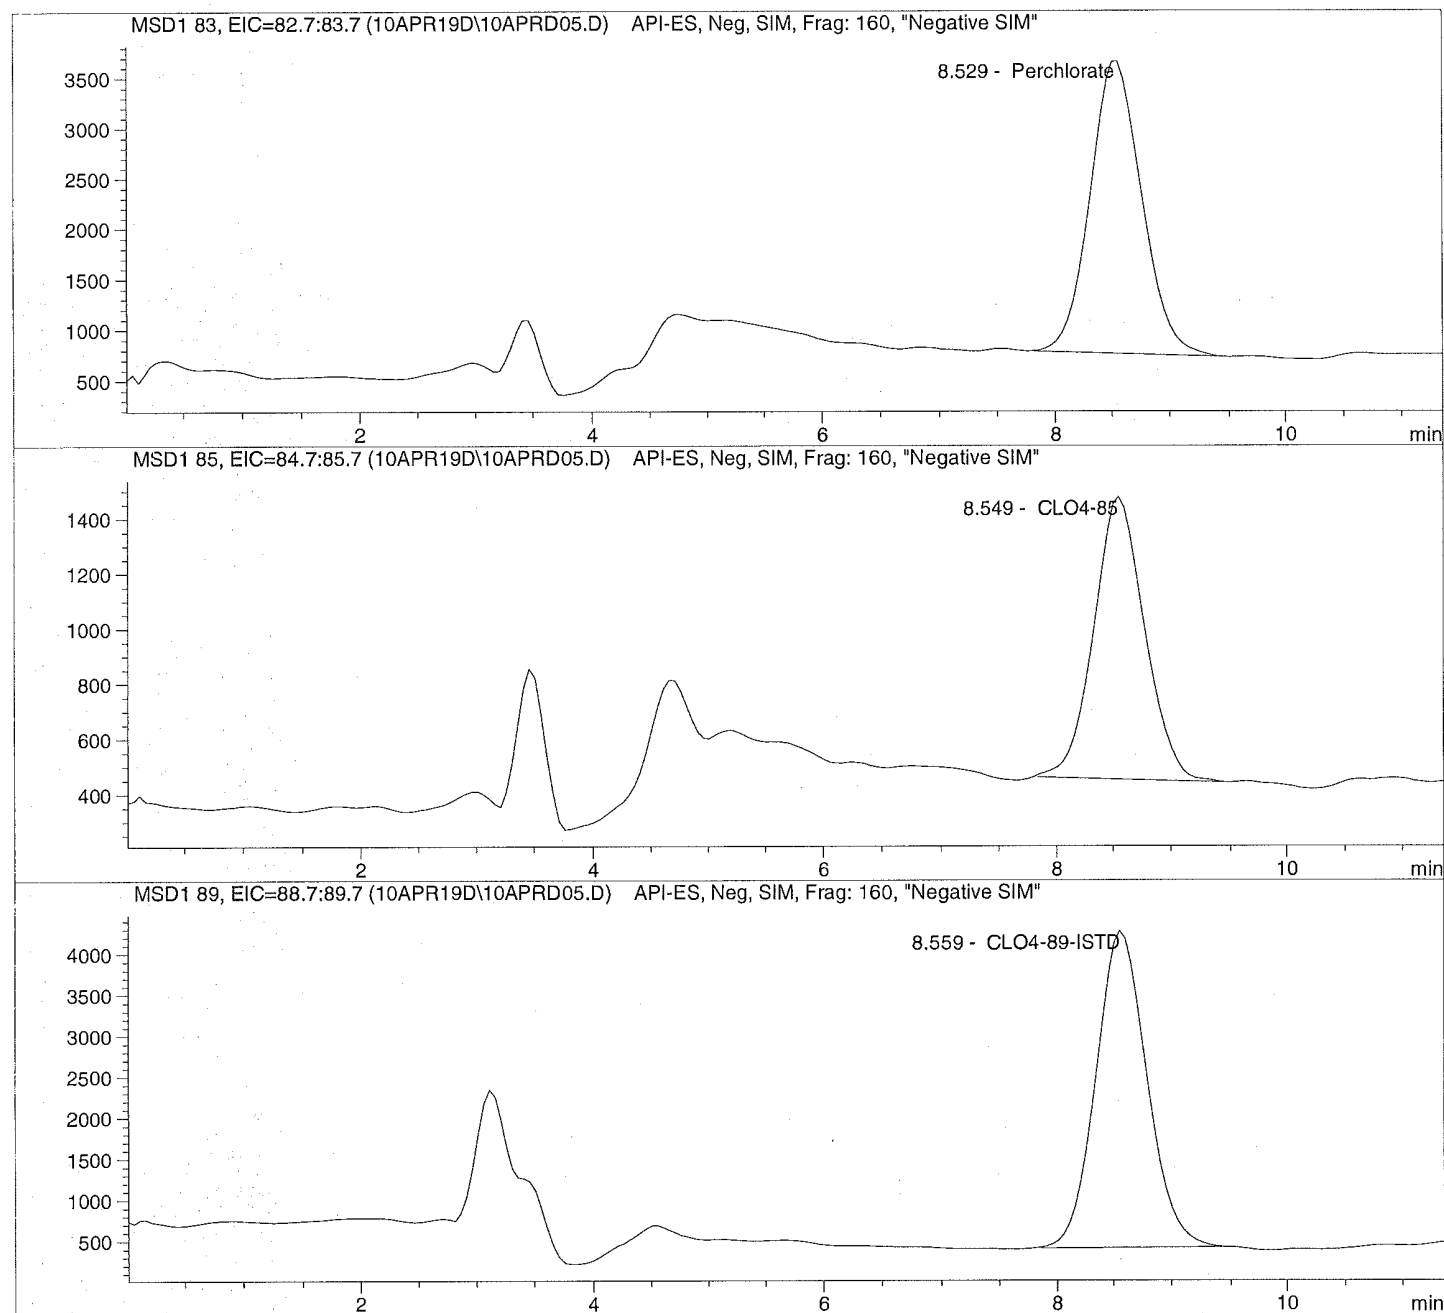 MSD1 83, EIC=82.7:83.7 (10APR19D\10APRD05.D) API-ES, Neg, SIM, Frag: 160, "Negative SIM"
8.529 - Perchlorate
3500
3000
2500
2000
1500
1000
500
2 4 6 8 10 min
MSD1 85, EIC=84.7:85.7 (10APR19D\10APRD05.D) API-ES, Neg, SIM, Frag: 160, "Negative SIM"
8.549 - CLO4-85
1400
1200
1000
800
600
400
2 4 6 8 10 min
MSD1 89, EIC=88.7:89.7 (10APR19D\10APRD05.D) API-ES, Neg, SIM, Frag: 160, "Negative SIM"
8.559 - CLO4-89-ISTD
4000
3500
3000
2500
2000
1500
1000
500
2 4 6 8 10 min